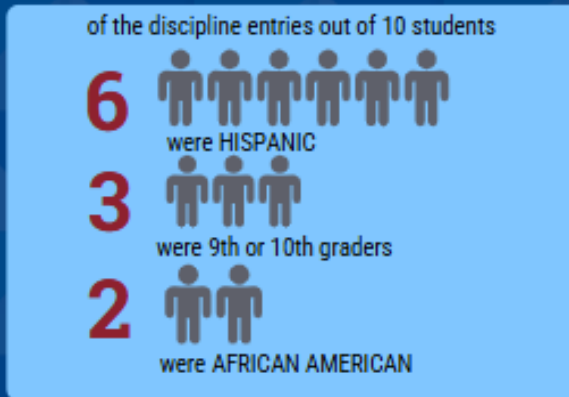 of the discipline entries out of 10 students
6
were HISPANIC
3
were 9th or 10th graders
2
were AFRICAN AMERICAN